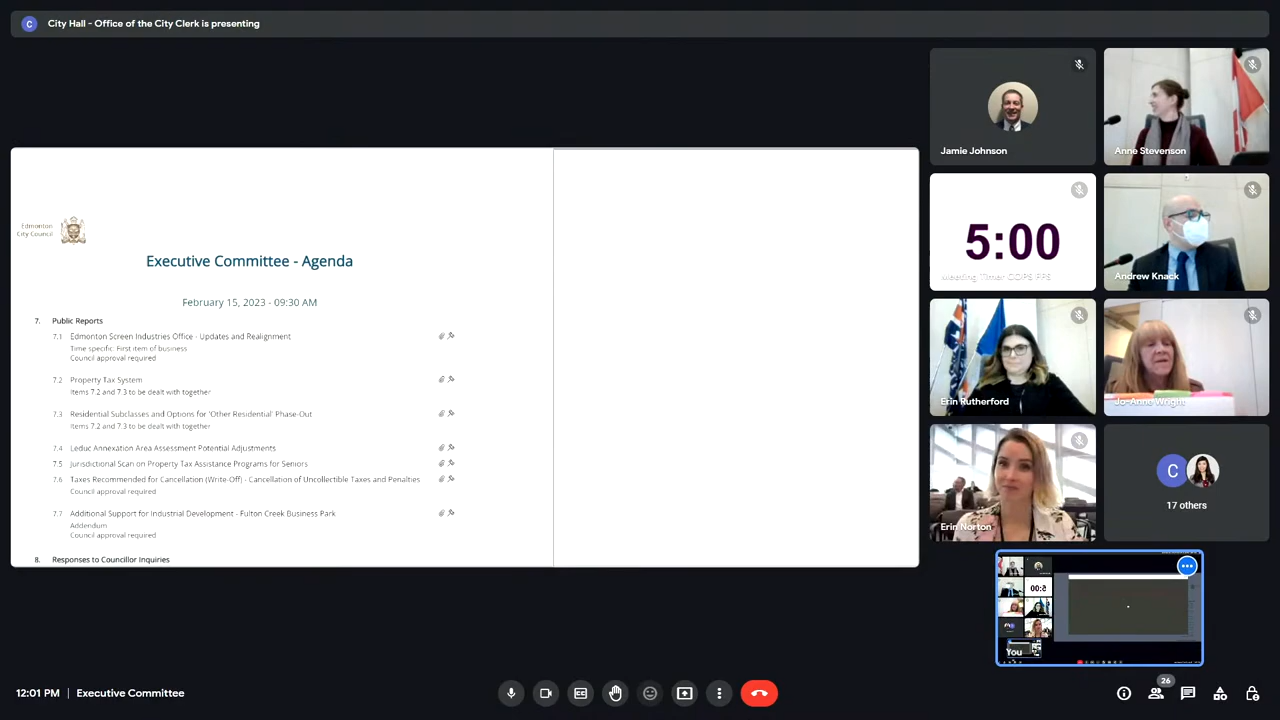 C City Hall - Office of the City Clerk is presenting
Edmonton
City Council
Executive Committee - Agenda
February 15, 2023 - 09:30 AM
7. Public Reports
7.1 Edmonton Screen Industries Office - Updates and Realignment
Time specific: First item of business
Council approval required
7.2 Property Tax System
Items 7.2 and 7.3 to be dealt with together
7.3 Residential Subclasses and Options for 'Other Residential' Phase-Out
Items 7.2 and 7.3 to be dealt with together
7.4 Leduc Annexation Area Assessment Potential Adjustments
7.5 Jurisdictional Scan on Property Tax Assistance Programs for Seniors
7.6 Taxes Recommended for Cancellation (Write-Off) - Cancellation of Uncollectible Taxes and Penalties
Council approval required
7.7 Additional Support for Industrial Development - Fulton Creek Business Park
Addendum
Council approval required
8. Responses to Councillor Inquiries
Jamie Johnson
Anne Stevenson
5:00
Meeting Timer
Andrew Knack
Erin Rutherford
Jo-Anne Wright
Erin Norton
C
17 others
5:00
You
12:01 PM | Executive Committee
CC
26